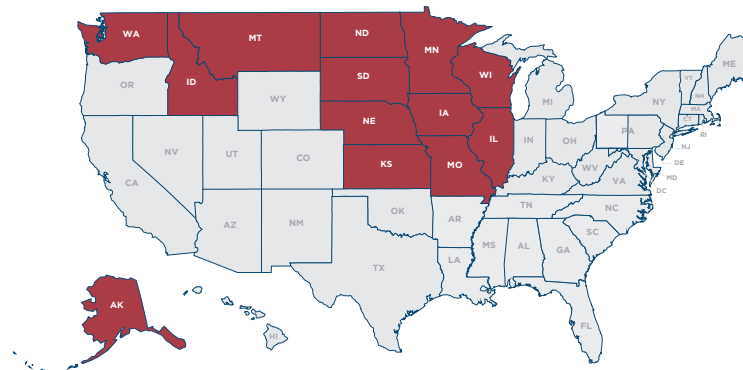 WA
MT
ND
MN
ME
VT
NH
OR
ID
SD
WI
MI
NY
MA
CT
RI
WY
NE
IA
IL
IN
OH
PA
NJ
DE
MD
DC
NV
UT
CO
KS
MO
KY
WV
VA
CA
AZ
NM
OK
AR
TN
NC
SC
MS
AL
GA
LA
TX
FL
AK
HI